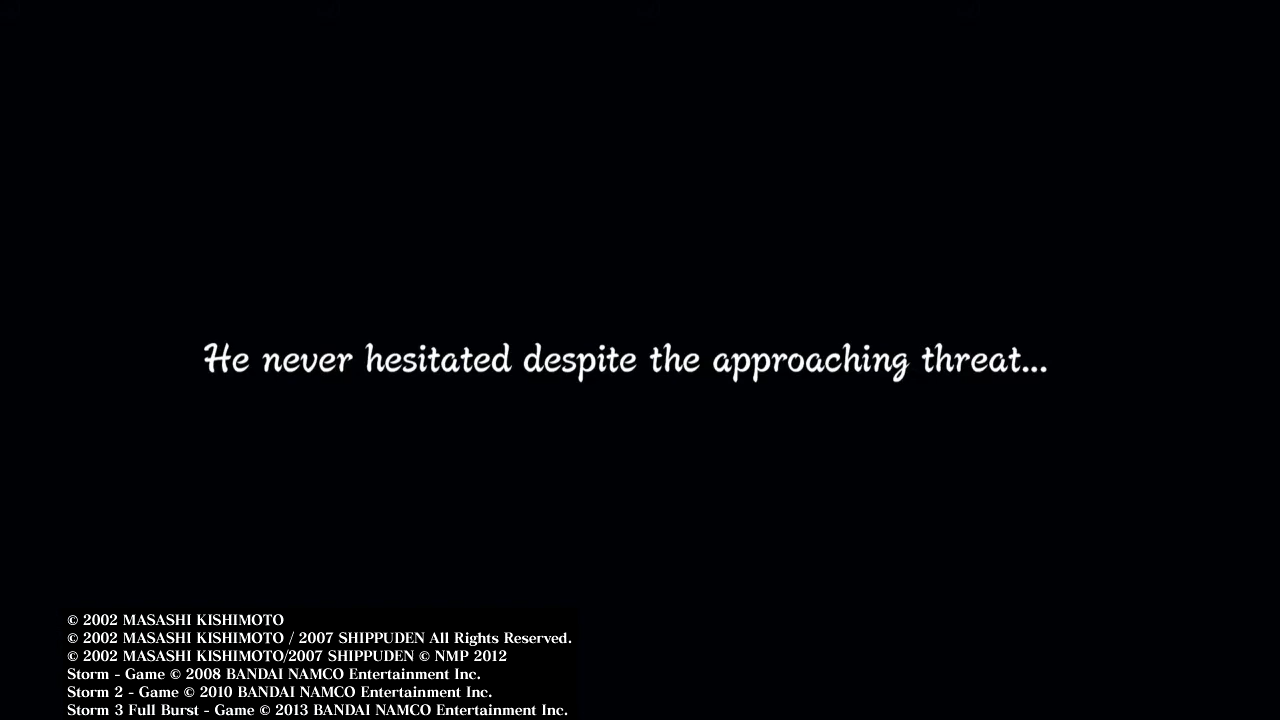 He never hesitated despite the approaching threat...
© 2002 MASASHI KISHIMOTO
© 2002 MASASHI KISHIMOTO / 2007 SHIPPUDEN All Rights Reserved.
© 2002 MASASHI KISHIMOTO/2007 SHIPPUDEN © NMP 2012
Storm - Game © 2008 BANDAI NAMCO Entertainment Inc.
Storm 2 - Game © 2010 BANDAI NAMCO Entertainment Inc.
Storm 3 Full Burst - Game © 2013 BANDAI NAMCO Entertainment Inc.